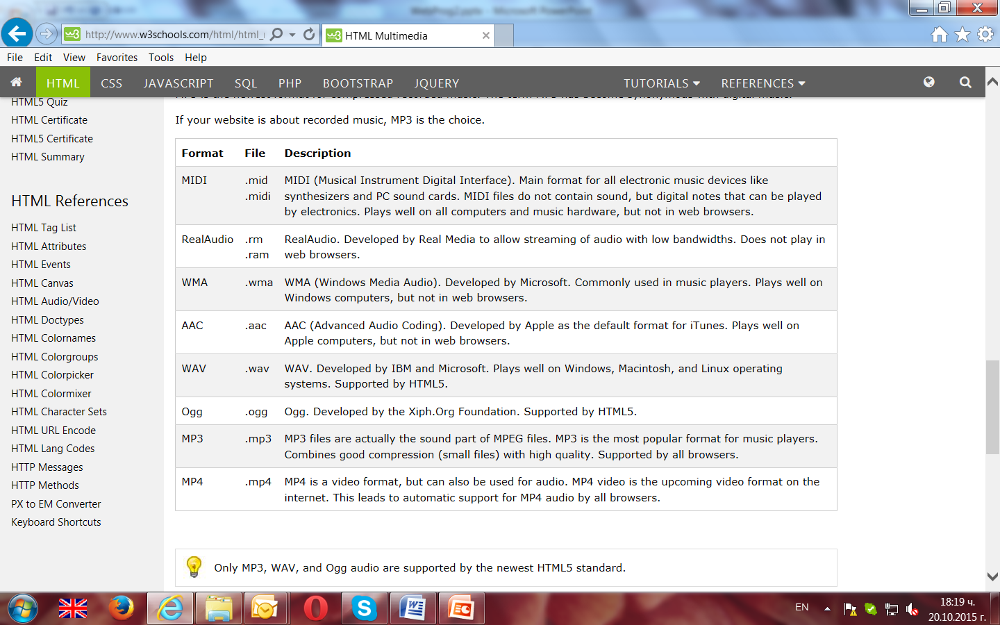 http://www.w3schools.com/html/html_
HTML Multimedia
File Edit View Favorites Tools Help
HTML CSS JAVASCRIPT SQL PHP BOOTSTRAP JQUERY TUTORIALS REFERENCES
HTML5 Quiz
HTML Certificate
HTML5 Certificate
HTML Summary
HTML References
HTML Tag List
HTML Attributes
HTML Events
HTML Canvas
HTML Audio/Video
HTML Doctypes
HTML Colornames
HTML Colorgroups
HTML Colorpicker
HTML Colormixer
HTML Character Sets
HTML URL Encode
HTML Lang Codes
HTTP Messages
HTTP Methods
PX to EM Converter
Keyboard Shortcuts
If your website is about recorded music, MP3 is the choice.
Format File Description
MIDI .mid MIDI (Musical Instrument Digital Interface). Main format for all electronic music devices like
.midi synthesizers and PC sound cards. MIDI files do not contain sound, but digital notes that can be played
by electronics. Plays well on all computers and music hardware, but not in web browsers.
RealAudio .rm RealAudio. Developed by Real Media to allow streaming of audio with low bandwidths. Does not play in
.ram web browsers.
WMA .wma WMA (Windows Media Audio). Developed by Microsoft. Commonly used in music players. Plays well on
Windows computers, but not in web browsers.
AAC .aac AAC (Advanced Audio Coding). Developed by Apple as the default format for iTunes. Plays well on
Apple computers, but not in web browsers.
WAV .wav WAV. Developed by IBM and Microsoft. Plays well on Windows, Macintosh, and Linux operating
systems. Supported by HTML5.
Ogg .ogg Ogg. Developed by the Xiph.Org Foundation. Supported by HTML5.
MP3 .mp3 MP3 files are actually the sound part of MPEG files. MP3 is the most popular format for music players.
Combines good compression (small files) with high quality. Supported by all browsers.
MP4 .mp4 MP4 is a video format, but can also be used for audio. MP4 video is the upcoming video format on the
internet. This leads to automatic support for MP4 audio by all browsers.
Only MP3, WAV, and Ogg audio are supported by the newest HTML5 standard.
EN
18:19 ч.
20.10.2015 г.